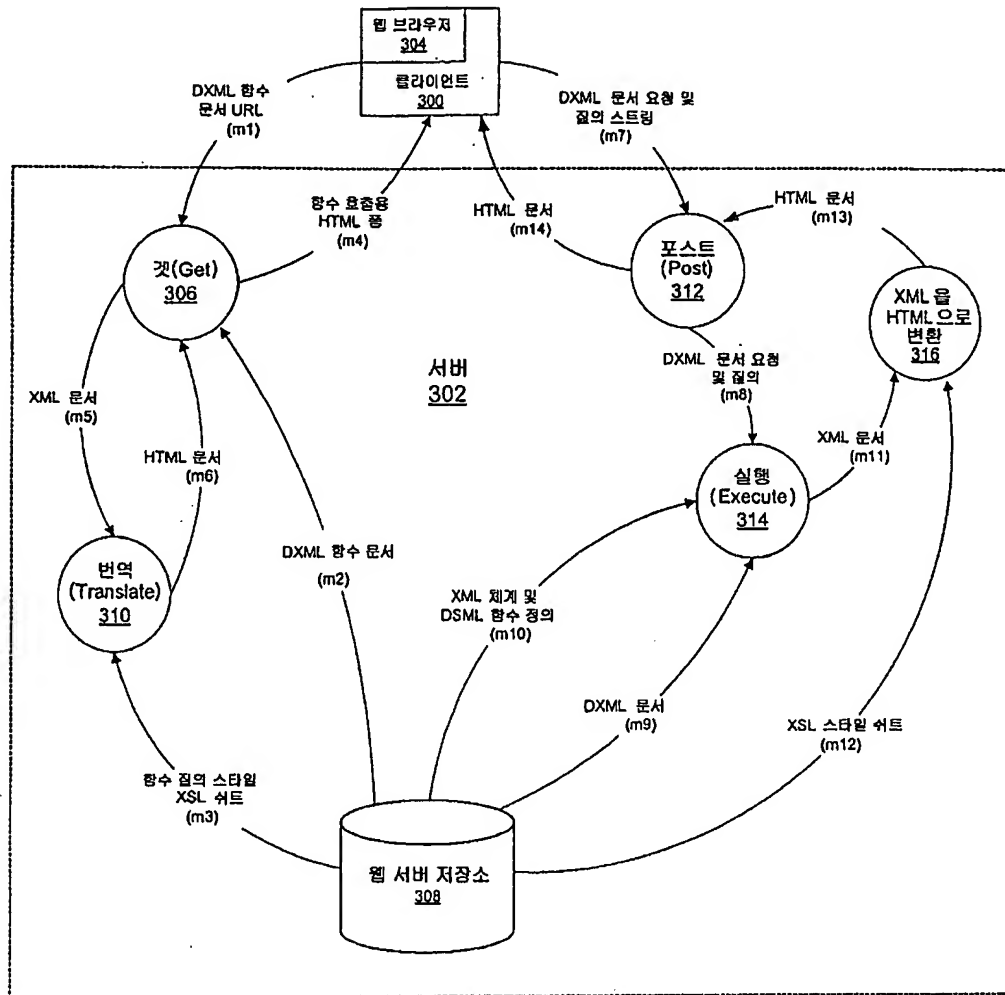 웹 브라우저
304
클라이언트
300
DXML 함수
문서 URL
(m1)
DXML 문서 요청 및
질의 스트링
(m7)
함수 호출용
HTML 폼
(m4)
HTML 문서
(m14)
HTML 문서
(m13)
겟(Get)
306
포스트
(Post)
312
XML 을
HTML 으로
변환
316
서버
302
DXML 문서 요청
및 질의
(m8)
XML 문서
(m5)
HTML 문서
(m6)
XML 문서
(m11)
실행
(Execute)
314
번역
(Translate)
310
DXML 함수 문서
(m2)
XML 체계 및
DSML 함수 정의
(m10)
DXML 문서
(m9)
XSL 스타일 쉬트
(m12)
함수 질의 스타일
XSL 쉬트
(m3)
웹 서버 저장소
308